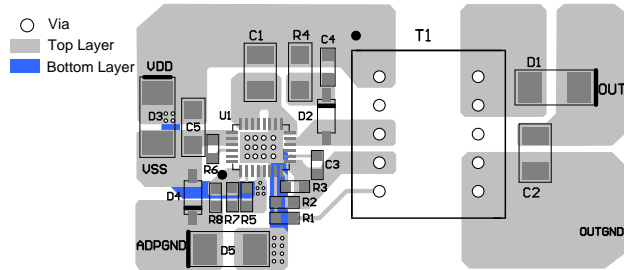 Via
Top Layer
Bottom Layer
VDD
D3
C5
VSS
R6
U1
C1
R4
C4
D2
C3
R3
R2
R1
D4
R8 R7 R5
ADPGND
D5
T1
D1
OUT
C2
OUTGND